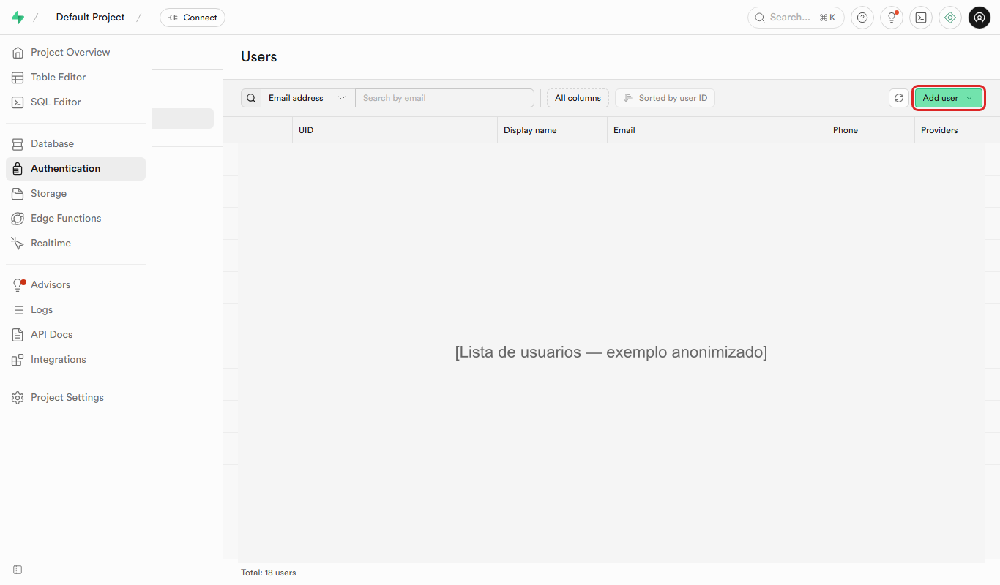 / Default Project / Connect
Search... ⌘K
Project Overview
Table Editor
SQL Editor
Database
Authentication
Storage
Edge Functions
Realtime
Advisors
Logs
API Docs
Integrations
Project Settings
Users
Email address Search by email All columns Sorted by user ID Add user
UID Display name Email Phone Providers
[Lista de usuarios — exemplo anonimizado]
Total: 18 users